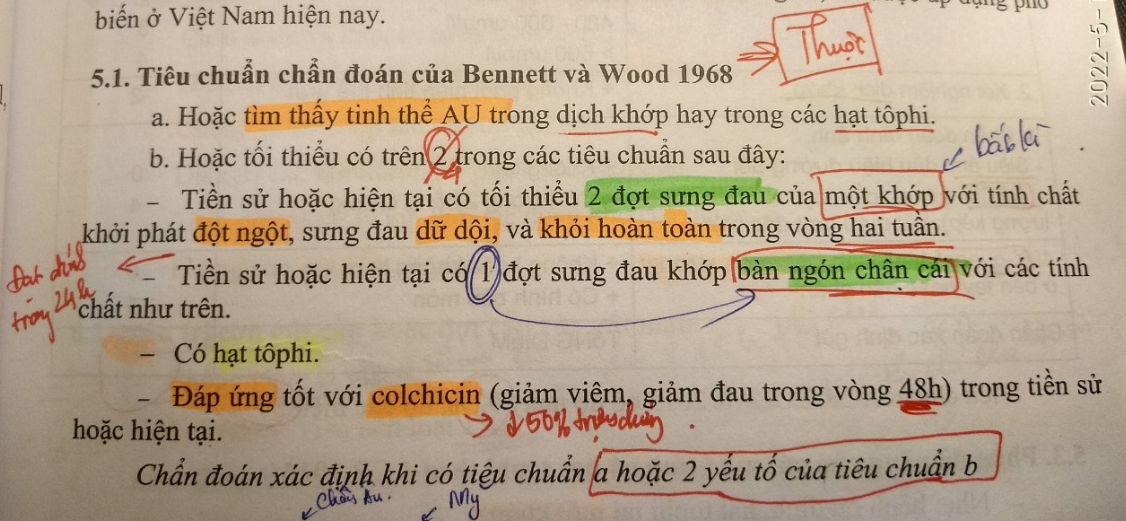 biến ở Việt Nam hiện nay.
Thuộc
2022-5-
5.1. Tiêu chuẩn chẩn đoán của Bennett và Wood 1968
a. Hoặc tìm thấy tinh thể AU trong dịch khớp hay trong các hạt tôphi.
b. Hoặc tối thiểu có trên 2 trong các tiêu chuẩn sau đây:
bất kì
– Tiền sử hoặc hiện tại có tối thiểu 2 đợt sưng đau của một khớp với tính chất
khởi phát đột ngột, sưng đau dữ dội, và khỏi hoàn toàn trong vòng hai tuần.
– Tiền sử hoặc hiện tại có 1 đợt sưng đau khớp bàn ngón chân cái với các tính
chất như trên.
Đau đỉnh
trong 24h
– Có hạt tôphi.
– Đáp ứng tốt với colchicin (giảm viêm, giảm đau trong vòng 48h) trong tiền sử
hoặc hiện tại.
↓50% triệu chứng
Chẩn đoán xác định khi có tiêu chuẩn a hoặc 2 yếu tố của tiêu chuẩn b
Châu Âu.
Mỹ